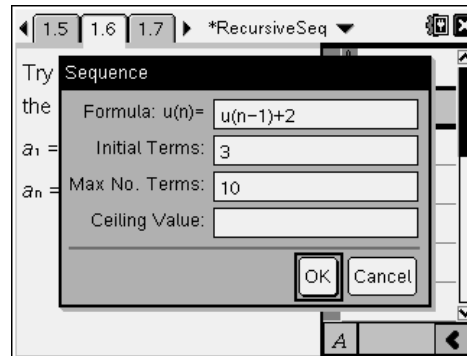 1.5 1.6 1.7 *RecursiveSeq
Try
the
a₁ =
aₙ =
Sequence
Formula: u(n)= u(n−1)+2
Initial Terms: 3
Max No. Terms: 10
Ceiling Value:
OK Cancel
A